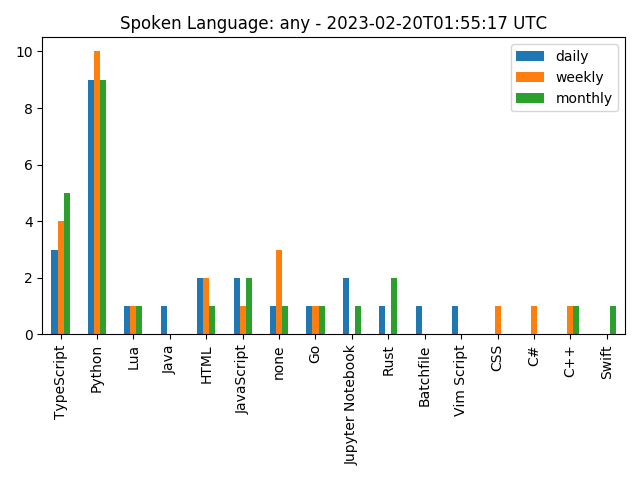 Spoken Language: any - 2023-02-20T01:55:17 UTC
daily
weekly
monthly
10
8
6
4
2
0
TypeScript
Python
Lua
Java
HTML
JavaScript
none
Go
Jupyter Notebook
Rust
Batchfile
Vim Script
CSS
C#
C++
Swift